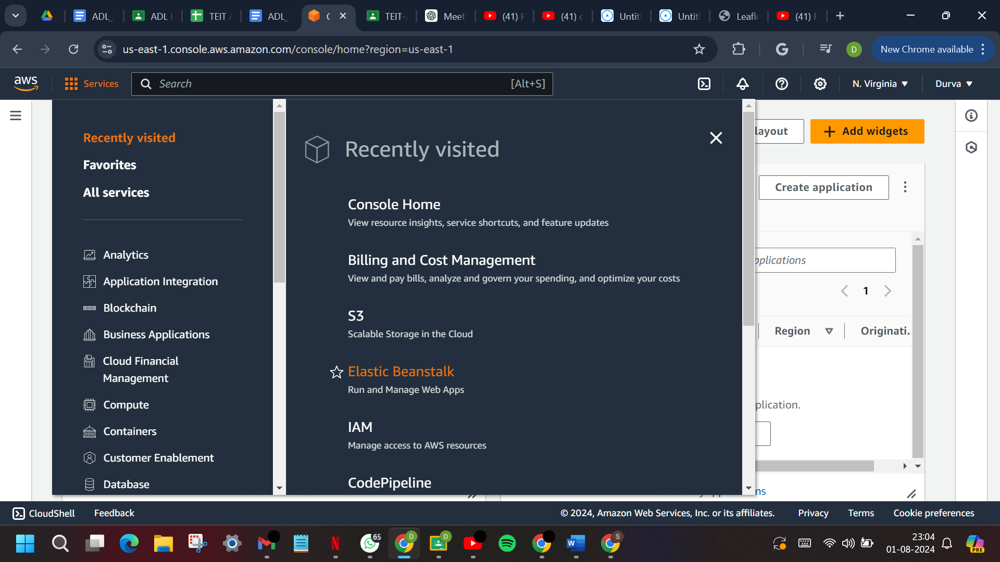 ADL_
ADL
TEIT
ADL_
TEIT-
Meet
(41)
(41)
Untit
Untit
Leafle
(41)
us-east-1.console.aws.amazon.com/console/home?region=us-east-1
D
New Chrome available
aws
Services
Search
[Alt+S]
N. Virginia
Durva
Recently visited
Favorites
All services
Analytics
Application Integration
Blockchain
Business Applications
Cloud Financial
Management
Compute
Containers
Customer Enablement
Database
Recently visited
Console Home
View resource insights, service shortcuts, and feature updates
Billing and Cost Management
View and pay bills, analyze and govern your spending, and optimize your costs
S3
Scalable Storage in the Cloud
Elastic Beanstalk
Run and Manage Web Apps
IAM
Manage access to AWS resources
CodePipeline
layout
Add widgets
Create application
pplications
1
Region
Originati.
plication.
ns
CloudShell
Feedback
© 2024, Amazon Web Services, Inc. or its affiliates.
Privacy
Terms
Cookie preferences
65
D
D
S
PRE
23:04
01-08-2024